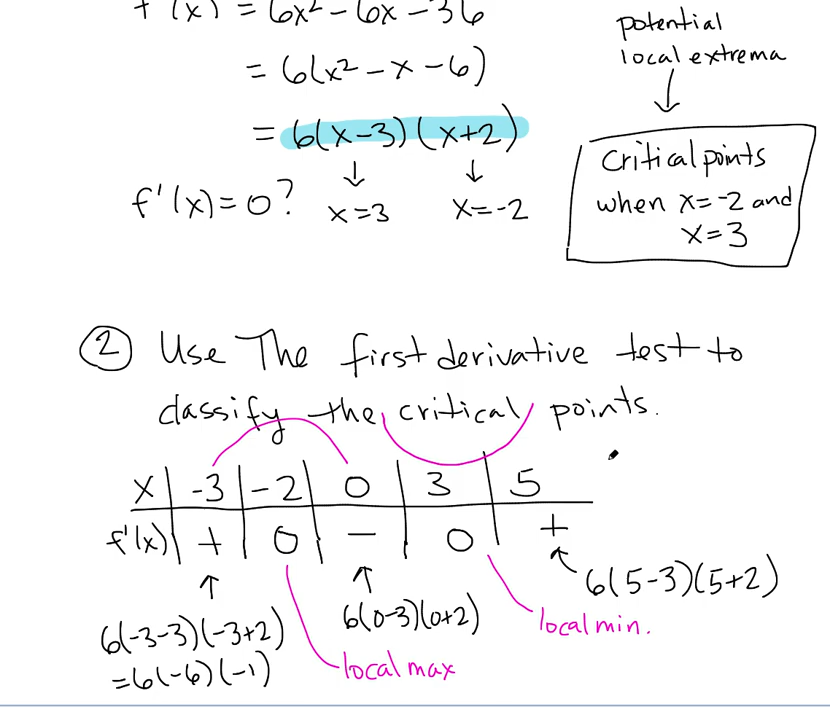 f'(x) = 6x² - 6x - 36
= 6(x² - x - 6)
= 6(x-3)(x+2)
f'(x)=0? x=3 x=-2
potential
local extrema
critical points
when x=-2 and
x=3
② Use The first derivative test to
classify the critical points.
x | -3 | -2 | 0 | 3 | 5
f'(x) | + | 0 | - | 0 | +
6(-3-3)(-3+2)
=6(-6)(-1)
local max
6(0-3)(0+2)
local min.
6(5-3)(5+2)